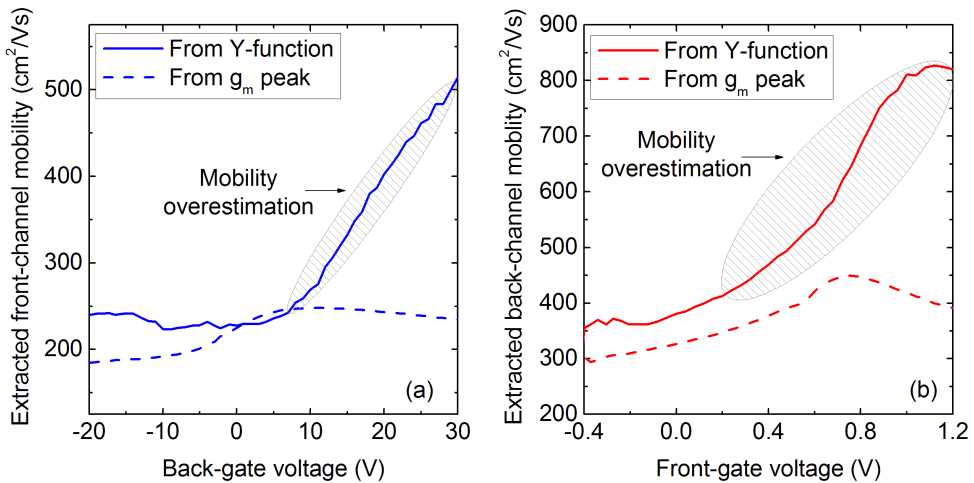 Extracted front-channel mobility (cm²/Vs)
500
400
300
200
From Y-function
From gₘ peak
Mobility
overestimation
(a)
-20
-10
0
10
20
30
Back-gate voltage (V)
Extracted back-channel moblity (cm²/Vs)
900
800
700
600
500
400
300
200
From Y-function
From gₘ peak
Mobility
overestimation
(b)
-0.4
0.0
0.4
0.8
1.2
Front-gate voltage (V)